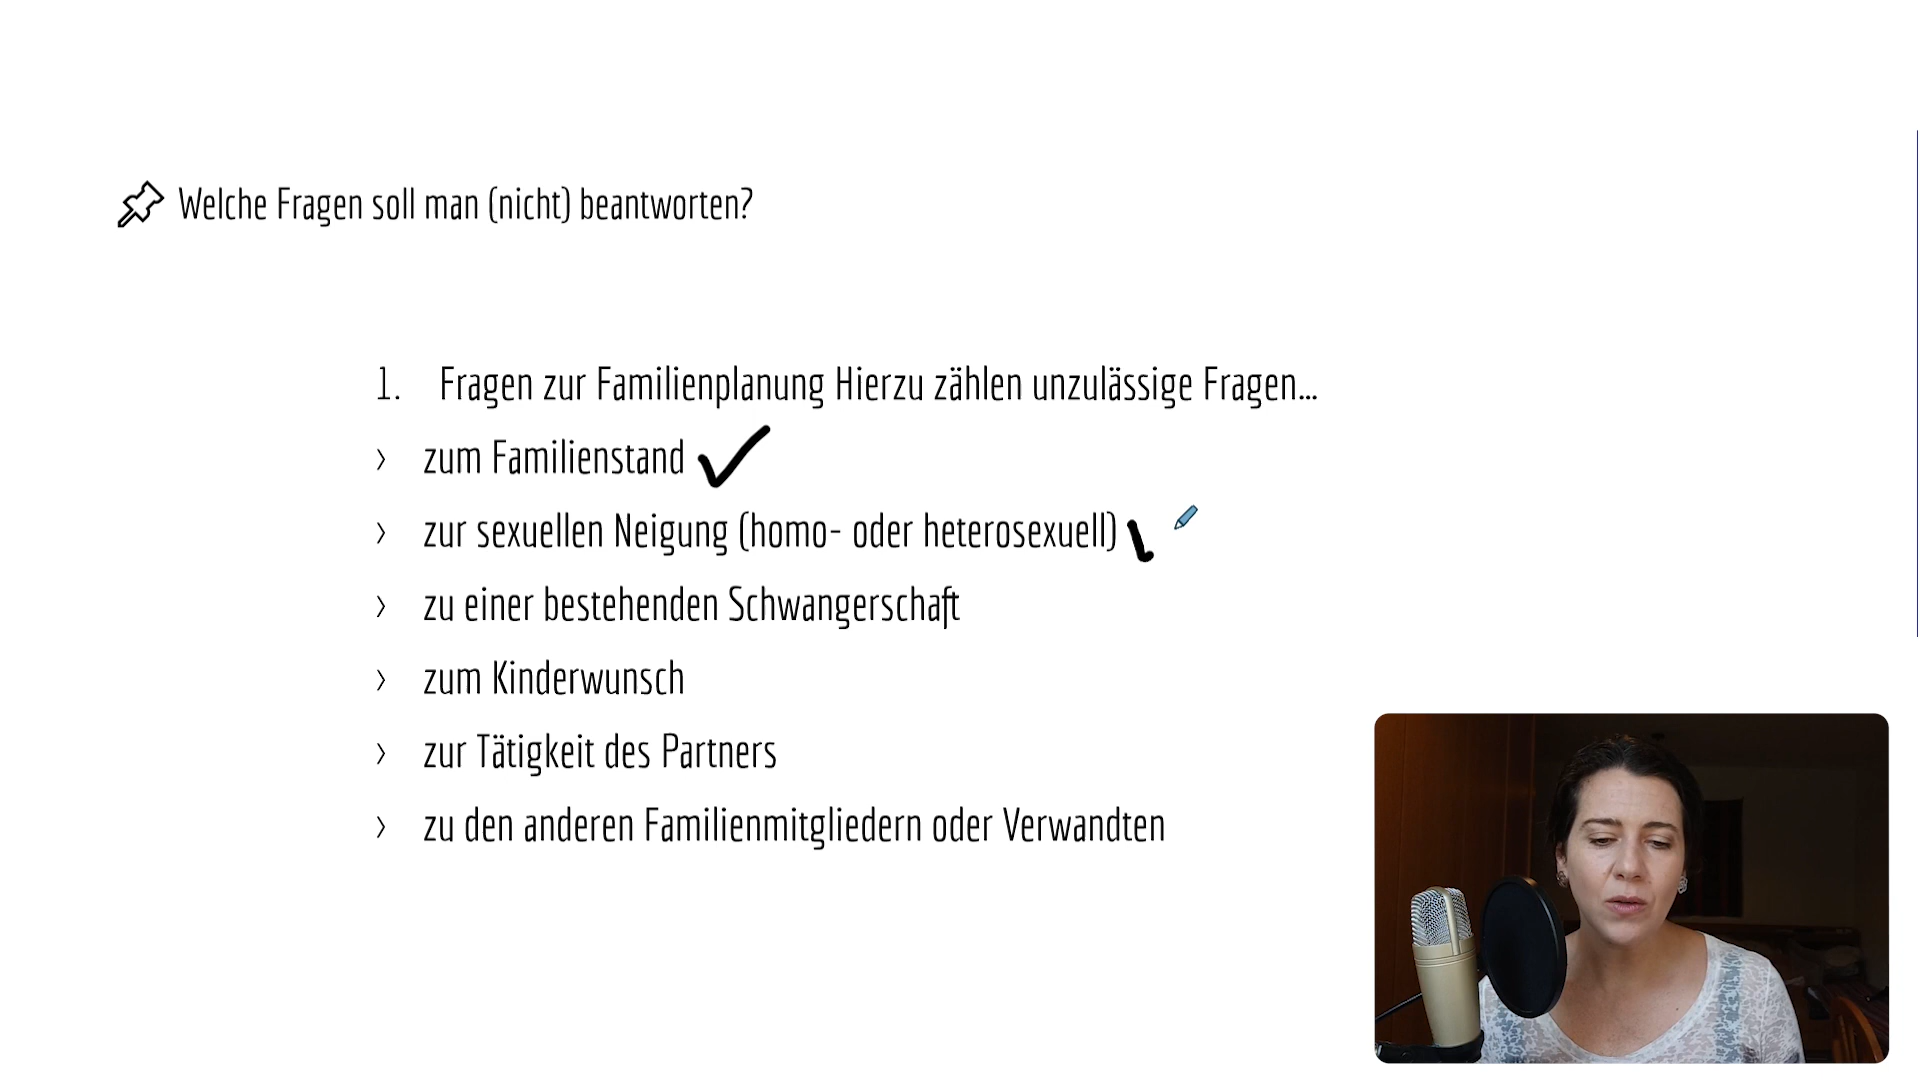 Welche Fragen soll man (nicht) beantworten?
1. Fragen zur Familienplanung Hierzu zählen unzulässige Fragen...
› zum Familienstand
› zur sexuellen Neigung (homo- oder heterosexuell)
› zu einer bestehenden Schwangerschaft
› zum Kinderwunsch
› zur Tätigkeit des Partners
› zu den anderen Familienmitgliedern oder Verwandten